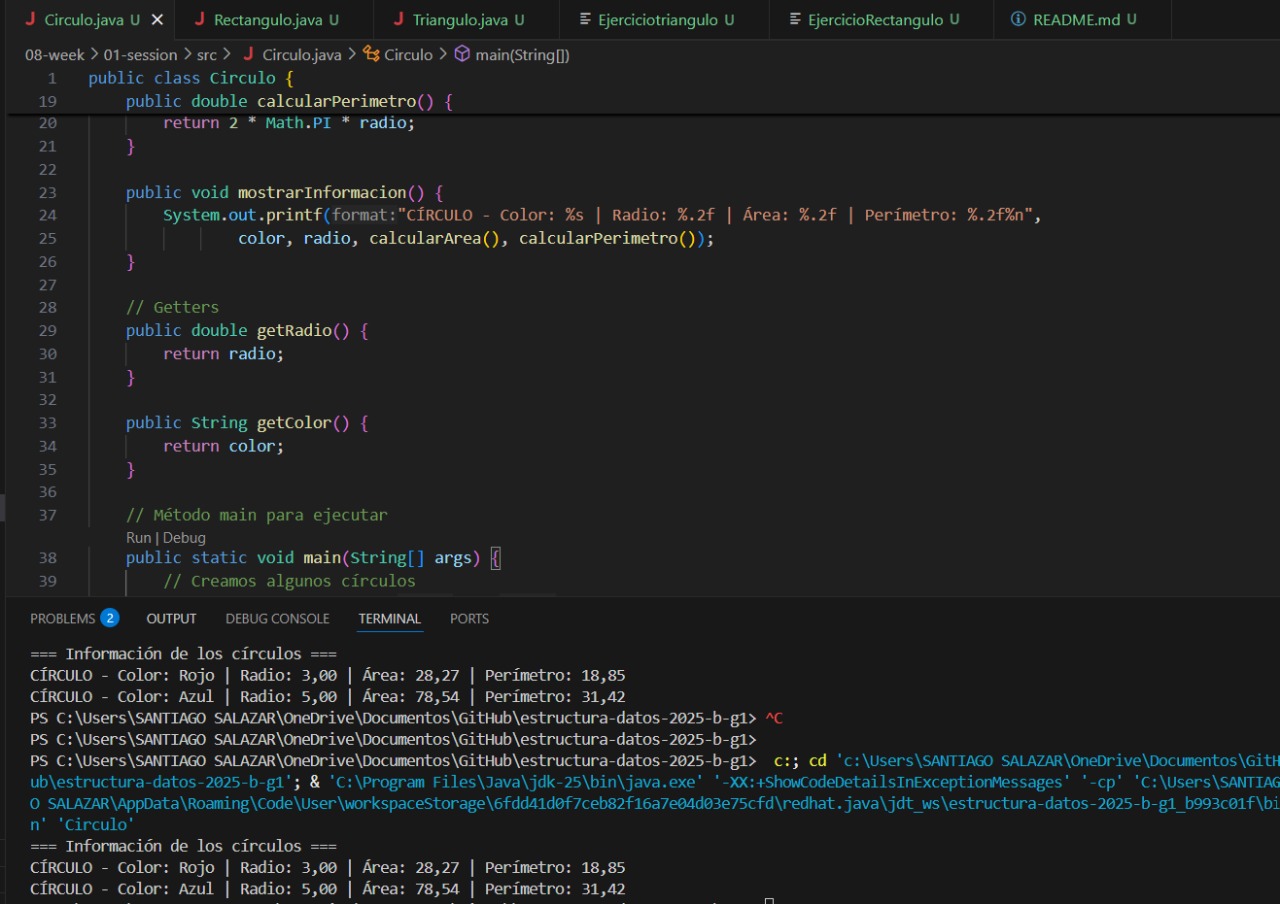 Circulo.java U Rectangulo.java U Triangulo.java U Ejerciciotriangulo U EjercicioRectangulo U README.md U
08-week > 01-session > src > Circulo.java > Circulo > main(String[])
1 public class Circulo {
19 public double calcularPerimetro() {
20 return 2 * Math.PI * radio;
21 }
22
23 public void mostrarInformacion() {
24 System.out.printf(format:"CÍRCULO - Color: %s | Radio: %.2f | Área: %.2f | Perímetro: %.2f%n",
25 color, radio, calcularArea(), calcularPerimetro());
26 }
27
28 // Getters
29 public double getRadio() {
30 return radio;
31 }
32
33 public String getColor() {
34 return color;
35 }
36
37 // Método main para ejecutar
Run | Debug
38 public static void main(String[] args) {
39 // Creamos algunos círculos
PROBLEMS 2 OUTPUT DEBUG CONSOLE TERMINAL PORTS
=== Información de los círculos ===
CÍRCULO - Color: Rojo | Radio: 3,00 | Área: 28,27 | Perímetro: 18,85
CÍRCULO - Color: Azul | Radio: 5,00 | Área: 78,54 | Perímetro: 31,42
PS C:\Users\SANTIAGO SALAZAR\OneDrive\Documentos\GitHub\estructura-datos-2025-b-g1> ^C
PS C:\Users\SANTIAGO SALAZAR\OneDrive\Documentos\GitHub\estructura-datos-2025-b-g1>
PS C:\Users\SANTIAGO SALAZAR\OneDrive\Documentos\GitHub\estructura-datos-2025-b-g1> c:; cd 'c:\Users\SANTIAGO SALAZAR\OneDrive\Documentos\GitH
ub\estructura-datos-2025-b-g1'; & 'C:\Program Files\Java\jdk-25\bin\java.exe' '-XX:+ShowCodeDetailsInExceptionMessages' '-cp' 'C:\Users\SANTIAG
O SALAZAR\AppData\Roaming\Code\User\workspaceStorage\6fdd41d0f7ceb82f16a7e04d03e75cfd\redhat.java\jdt_ws\estructura-datos-2025-b-g1_b993c01f\bi
n' 'Circulo'
=== Información de los círculos ===
CÍRCULO - Color: Rojo | Radio: 3,00 | Área: 28,27 | Perímetro: 18,85
CÍRCULO - Color: Azul | Radio: 5,00 | Área: 78,54 | Perímetro: 31,42